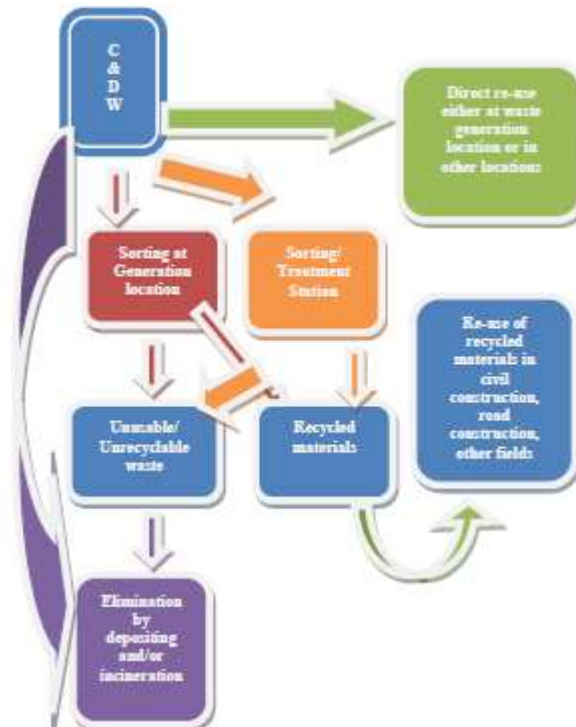 C
&
D
W
Direct re-use
either at waste
generation
location or in
other locations
Sorting at
Generation
location
Sorting/
Treatment
Station
Re-use of
recycled
materials in
civil
construction,
road
construction,
other fields
Unusable/
Unrecyclable
waste
Recycled
materials
Elimination
by
depositing
and/or
incineration